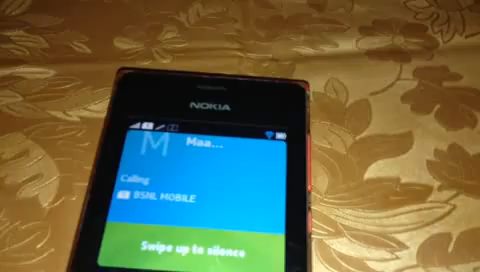 NOKIA
M Maa...
Calling
BSNL MOBILE
Swipe up to silence